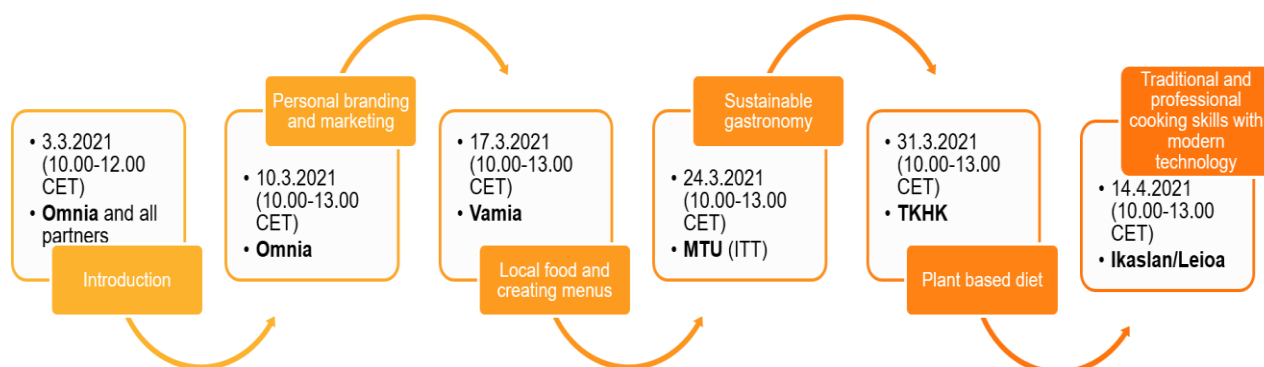 • 3.3.2021
(10.00-12.00
CET)
• Omnia and all
partners
Introduction
Personal branding
and marketing
• 10.3.2021
(10.00-13.00
CET)
• Omnia
• 17.3.2021
(10.00-13.00
CET)
• Vamia
Local food and
creating menus
Sustainable
gastronomy
• 24.3.2021
(10.00-13.00
CET)
• MTU (ITT)
• 31.3.2021
(10.00-13.00
CET)
• TKHK
Plant based diet
Traditional and
professional
cooking skills with
modern
technology
• 14.4.2021
(10.00-13.00
CET)
• Ikaslan/Leioa